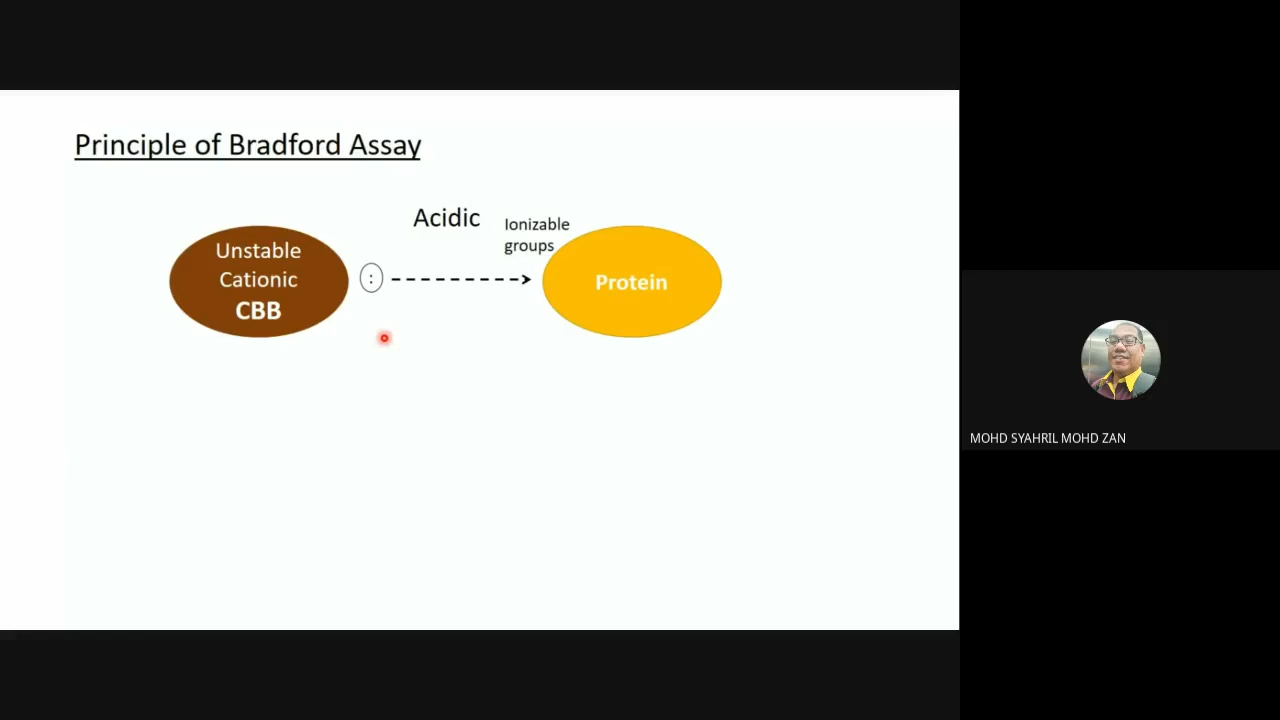 Principle of Bradford Assay
Acidic
Ionizable
groups
Unstable
Cationic
CBB
:
Protein
MOHD SYAHRIL MOHD ZAN